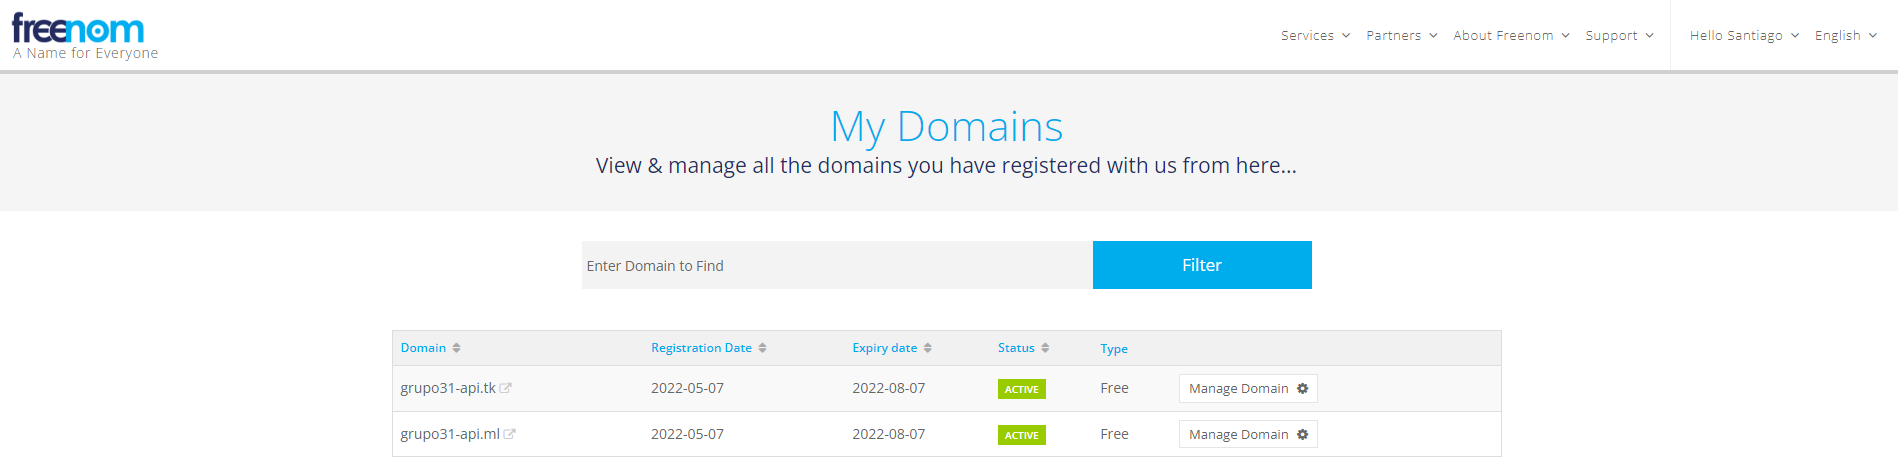 freenom
A Name for Everyone
Services Partners About Freenom Support Hello Santiago English
My Domains
View & manage all the domains you have registered with us from here...
Enter Domain to Find Filter
Domain Registration Date Expiry date Status Type
grupo31-api.tk 2022-05-07 2022-08-07 ACTIVE Free Manage Domain
grupo31-api.ml 2022-05-07 2022-08-07 ACTIVE Free Manage Domain